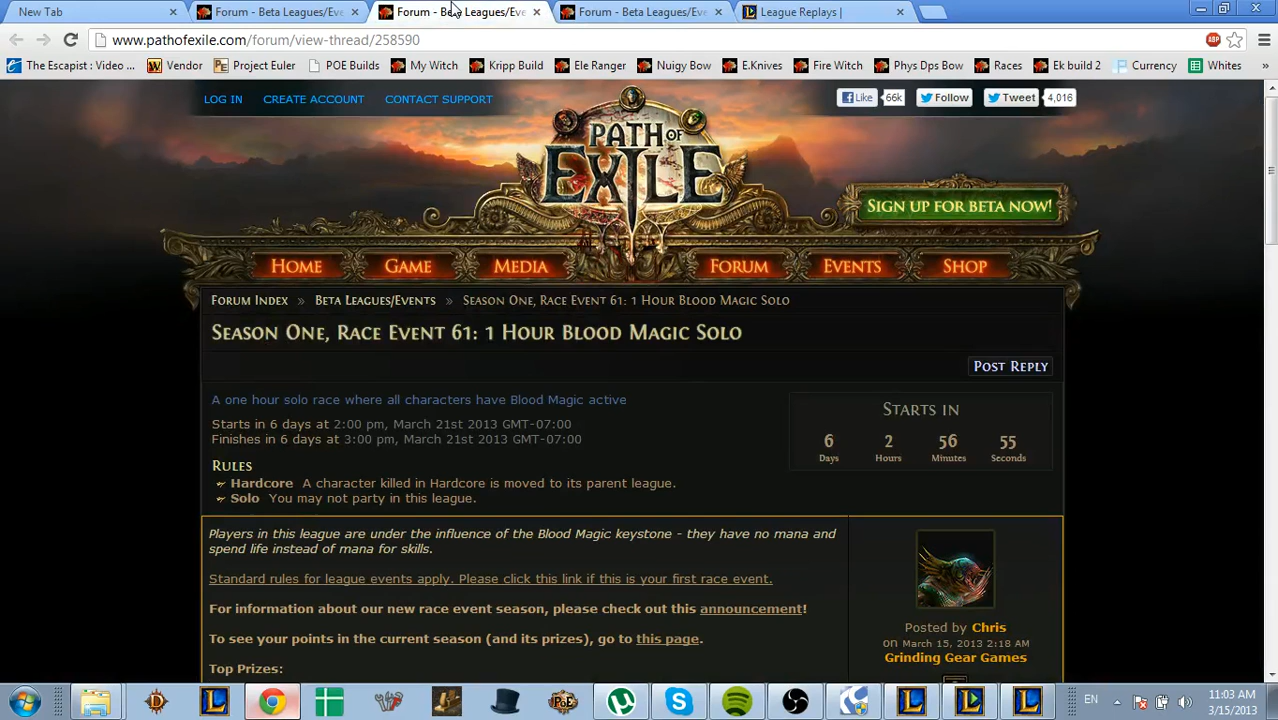 New Tab
Forum - Beta Leagues/Eve
Forum - Beta Leagues/Eve
Forum - Beta Leagues/Eve
League Replays |
www.pathofexile.com/forum/view-thread/258590
ABP
The Escapist : Video ...
Vendor
Project Euler
POE Builds
My Witch
Kripp Build
Ele Ranger
Nuigy Bow
E.Knives
Fire Witch
Phys Dps Bow
Races
Ek build 2
Currency
Whites
»
LOG IN
CREATE ACCOUNT
CONTACT SUPPORT
Like
66k
Follow
Tweet
4,016
PATH OF
EXILE
SIGN UP FOR BETA NOW!
HOME
GAME
MEDIA
FORUM
EVENTS
SHOP
FORUM INDEX » BETA LEAGUES/EVENTS » SEASON ONE, RACE EVENT 61: 1 HOUR BLOOD MAGIC SOLO
SEASON ONE, RACE EVENT 61: 1 HOUR BLOOD MAGIC SOLO
POST REPLY
A one hour solo race where all characters have Blood Magic active
Starts in 6 days at 2:00 pm, March 21st 2013 GMT-07:00
Finishes in 6 days at 3:00 pm, March 21st 2013 GMT-07:00
STARTS IN
6 2 56 55
Days Hours Minutes Seconds
RULES
Hardcore A character killed in Hardcore is moved to its parent league.
Solo You may not party in this league.
Players in this league are under the influence of the Blood Magic keystone - they have no mana and
spend life instead of mana for skills.
Standard rules for league events apply. Please click this link if this is your first race event.
For information about our new race event season, please check out this announcement!
To see your points in the current season (and its prizes), go to this page.
Top Prizes:
Posted by Chris
on March 15, 2013 2:18 AM
Grinding Gear Games
PoE
EN
11:03 AM
3/15/2013